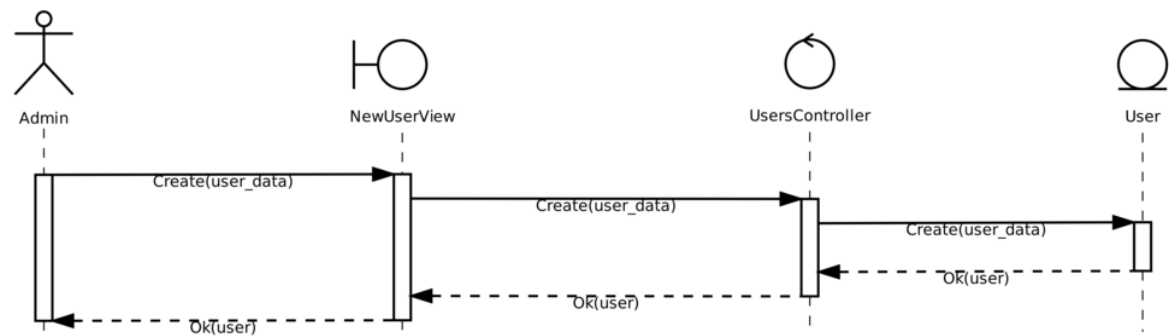 Admin
NewUserView
UsersController
User
Create(user_data)
Create(user_data)
Create(user_data)
Ok(user)
Ok(user)
Ok(user)